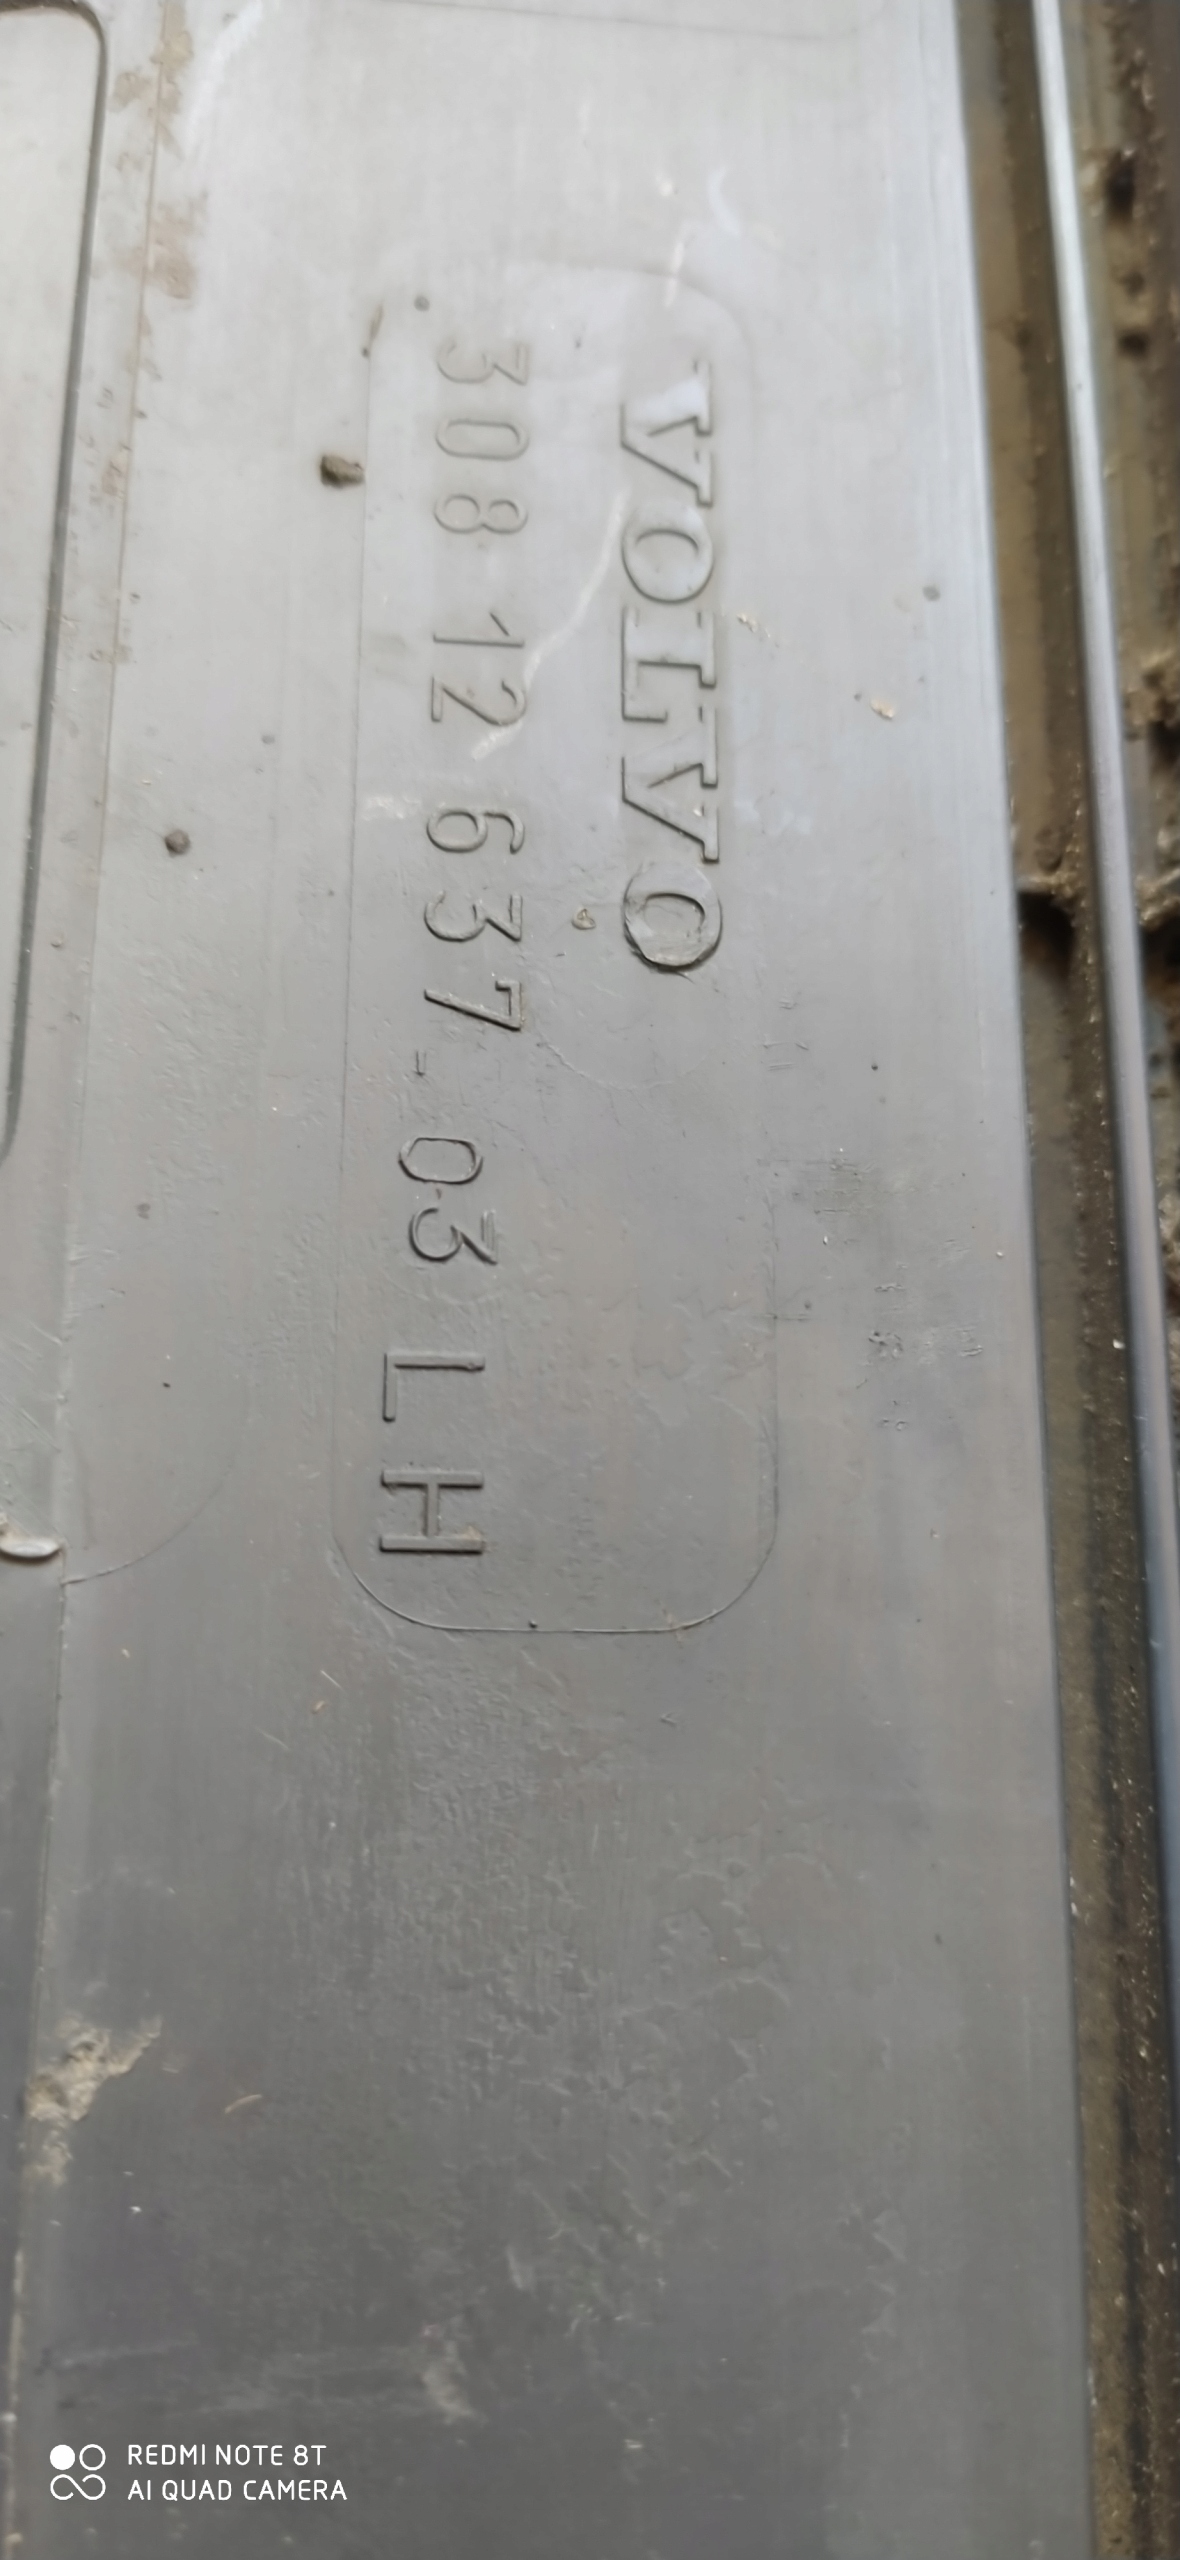 VOLVO
308 12 637-03 LH
REDMI NOTE 8T
AI QUAD CAMERA